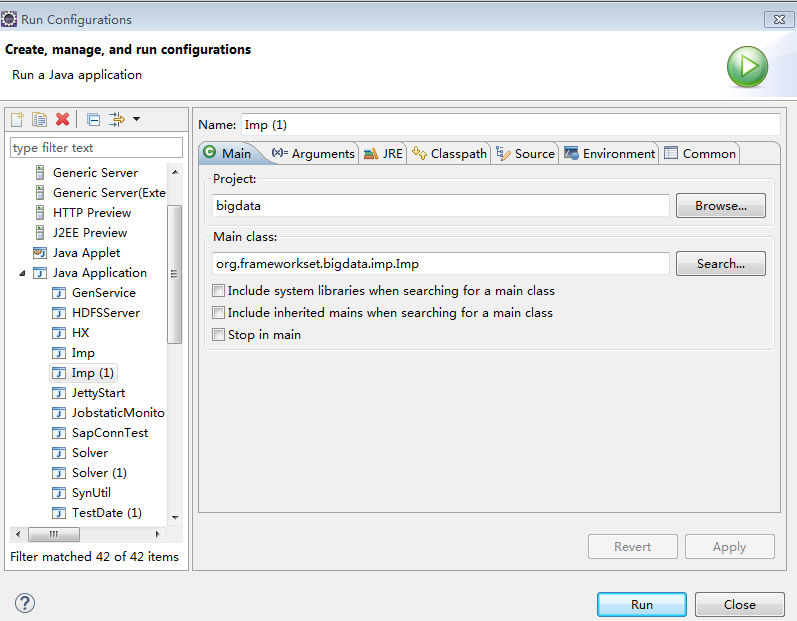 Run Configurations
Create, manage, and run configurations
Run a Java application
type filter text
Generic Server
Generic Server(Exte
HTTP Preview
J2EE Preview
Java Applet
Java Application
GenService
HDFSServer
HX
Imp
Imp (1)
JettyStart
JobstaticMonito
SapConnTest
Solver
Solver (1)
SynUtil
TestDate (1)
Filter matched 42 of 42 items
Name: Imp (1)
Main (x)= Arguments JRE Classpath Source Environment Common
Project:
bigdata Browse...
Main class:
org.frameworkset.bigdata.imp.Imp Search...
Include system libraries when searching for a main class
Include inherited mains when searching for a main class
Stop in main
Revert Apply
? Run Close